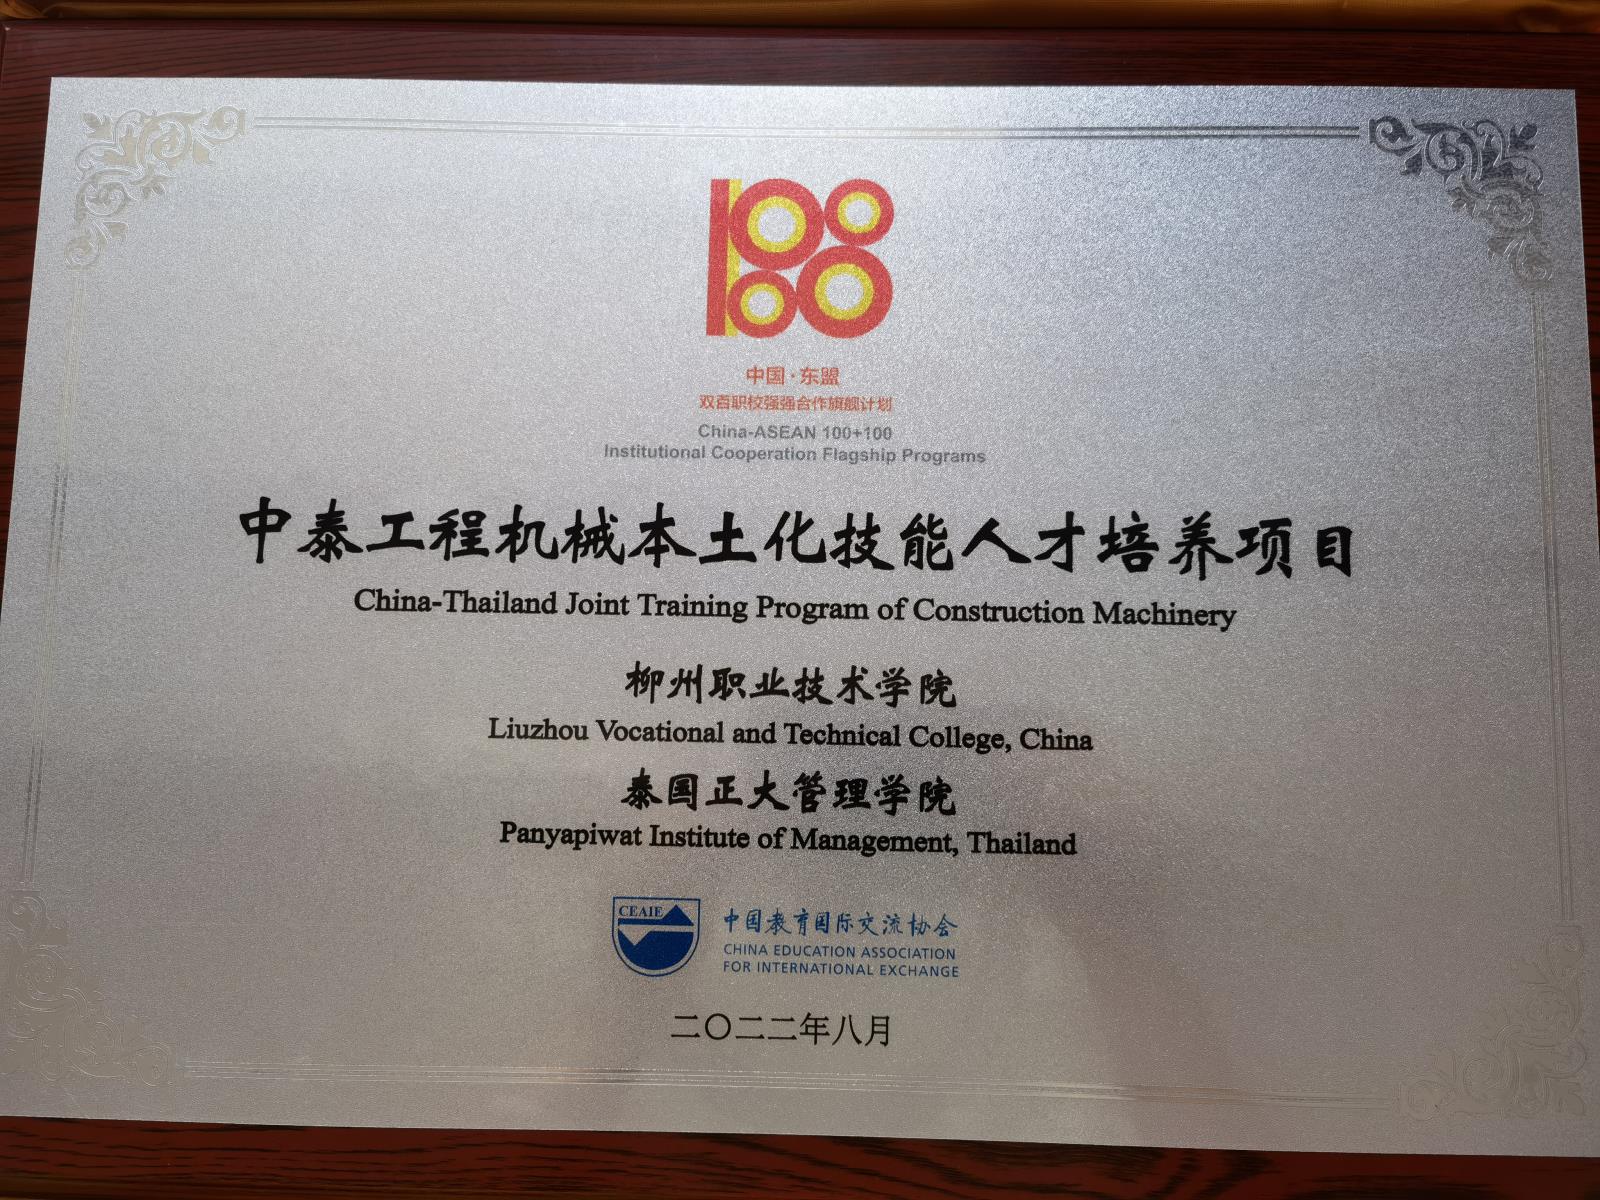 中国·东盟
双百职校强强合作旗舰计划
China-ASEAN 100+100
Institutional Cooperation Flagship Programs
中泰工程机械本土化技能人才培养项目
China-Thailand Joint Training Program of Construction Machinery
柳州职业技术学院
Liuzhou Vocational and Technical College, China
泰国正大管理学院
Panyapiwat Institute of Management, Thailand
CEAIE
中国教育国际交流协会
CHINA EDUCATION ASSOCIATION
FOR INTERNATIONAL EXCHANGE
二〇二二年八月